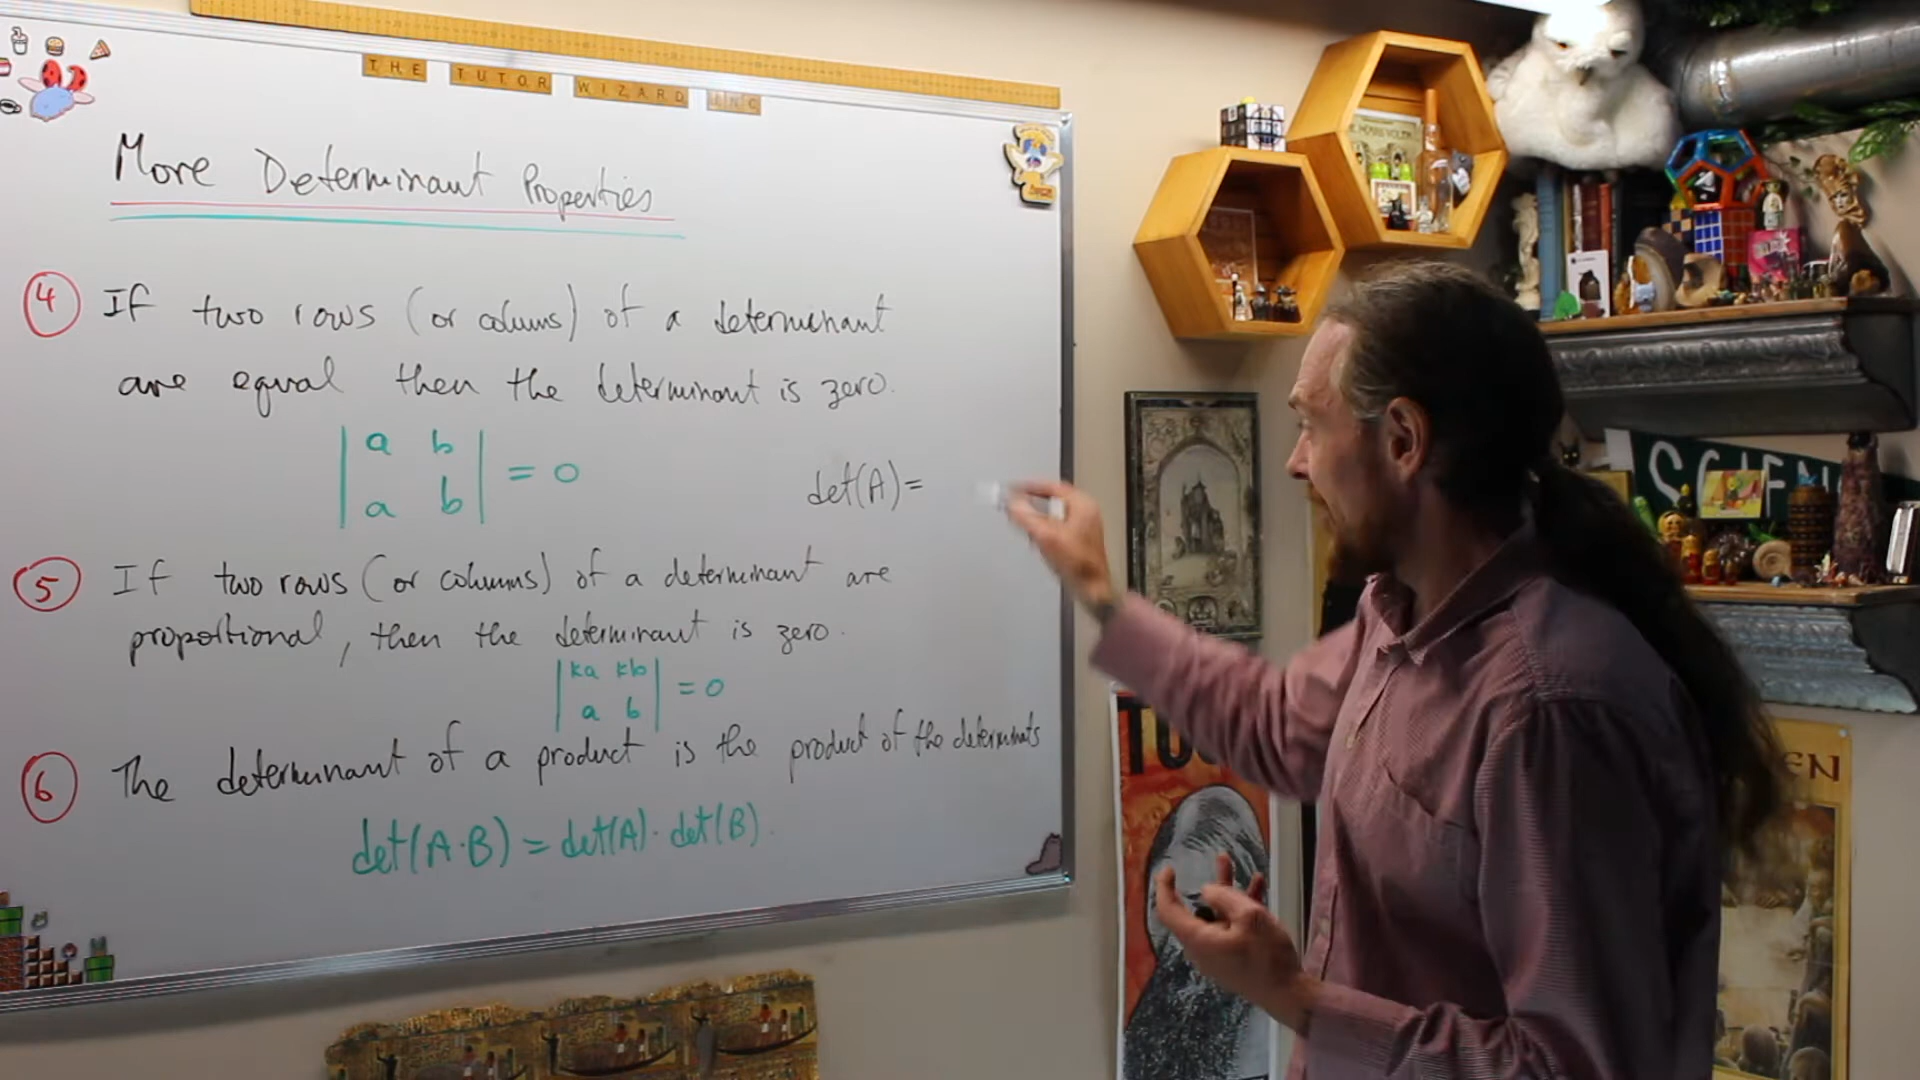 THE TUTOR WIZARD INC
More Determinant Properties
4 If two rows (or columns) of a determinant
are equal then the determinant is zero.
| a b |
| a b | = 0
det(A)=
5 If two rows (or columns) of a determinant are
proportional, then the determinant is zero.
| ka kb |
| a b | = 0
6 The determinant of a product is the product of the determinants
det(A·B) = det(A)·det(B).